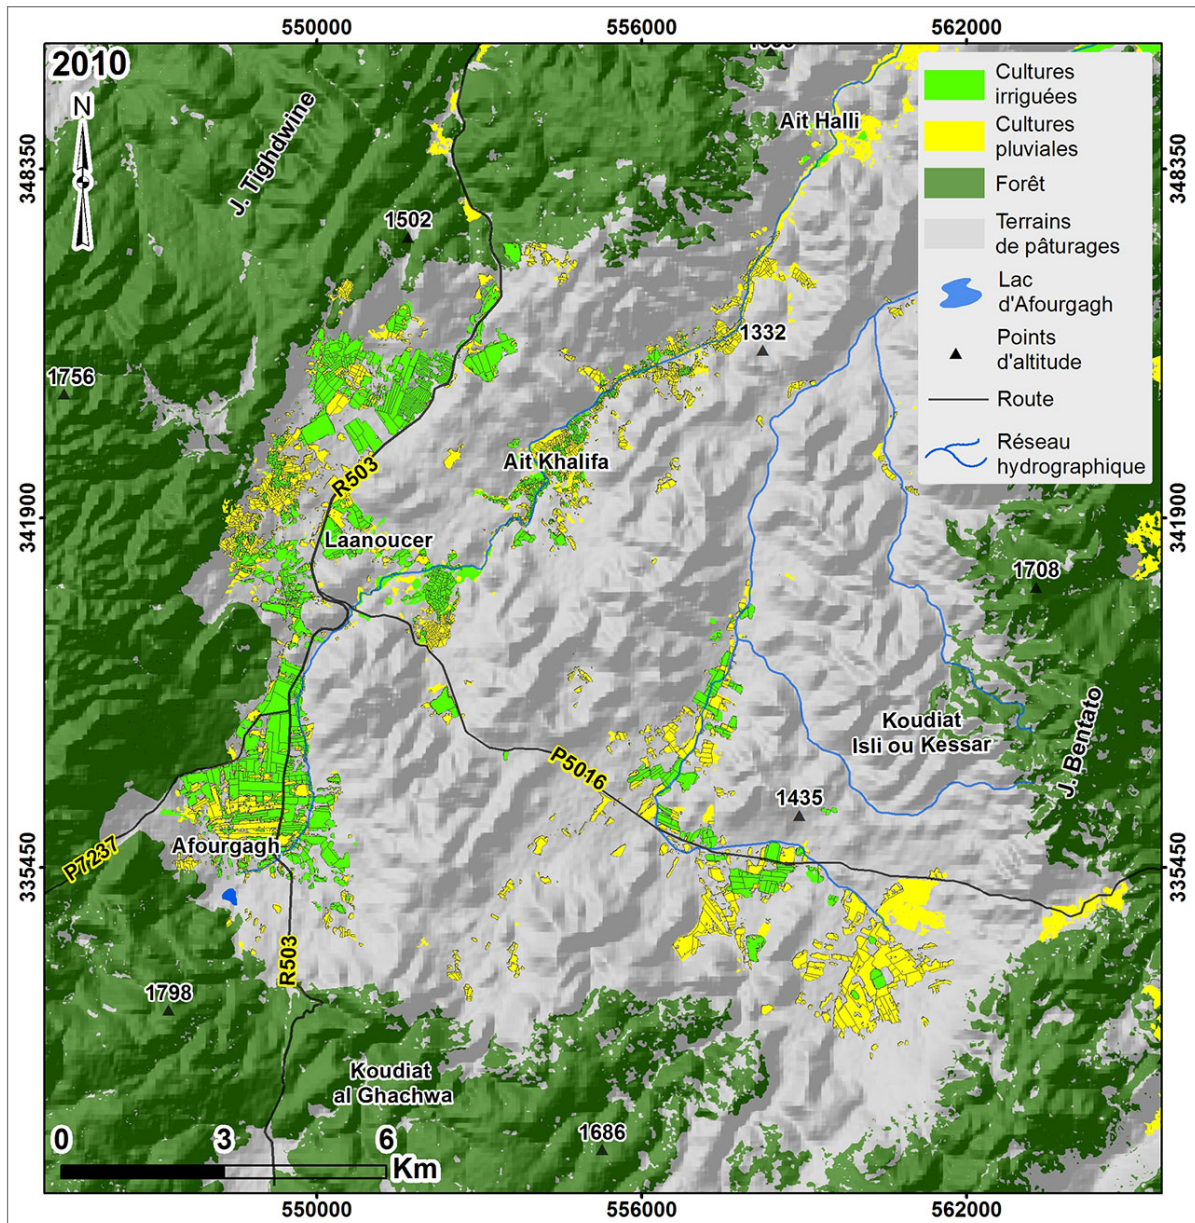 550000
556000
562000
2010
N
Cultures
irriguées
Cultures
pluviales
Forêt
Terrains
de pâturages
Lac
d'Afourgagh
Points
d'altitude
Route
Réseau
hydrographique
Ait Halli
348350
348350
J. Tighdwine
1502
1332
1756
R503
Ait Khalifa
341900
341900
Laanoucer
1708
Koudiat
Isli ou Kessar
J. Bentato
P5016
1435
Afourgagh
P7237
335450
335450
R503
1798
Koudiat
al Ghachwa
1686
0
3
6
Km
550000
556000
562000